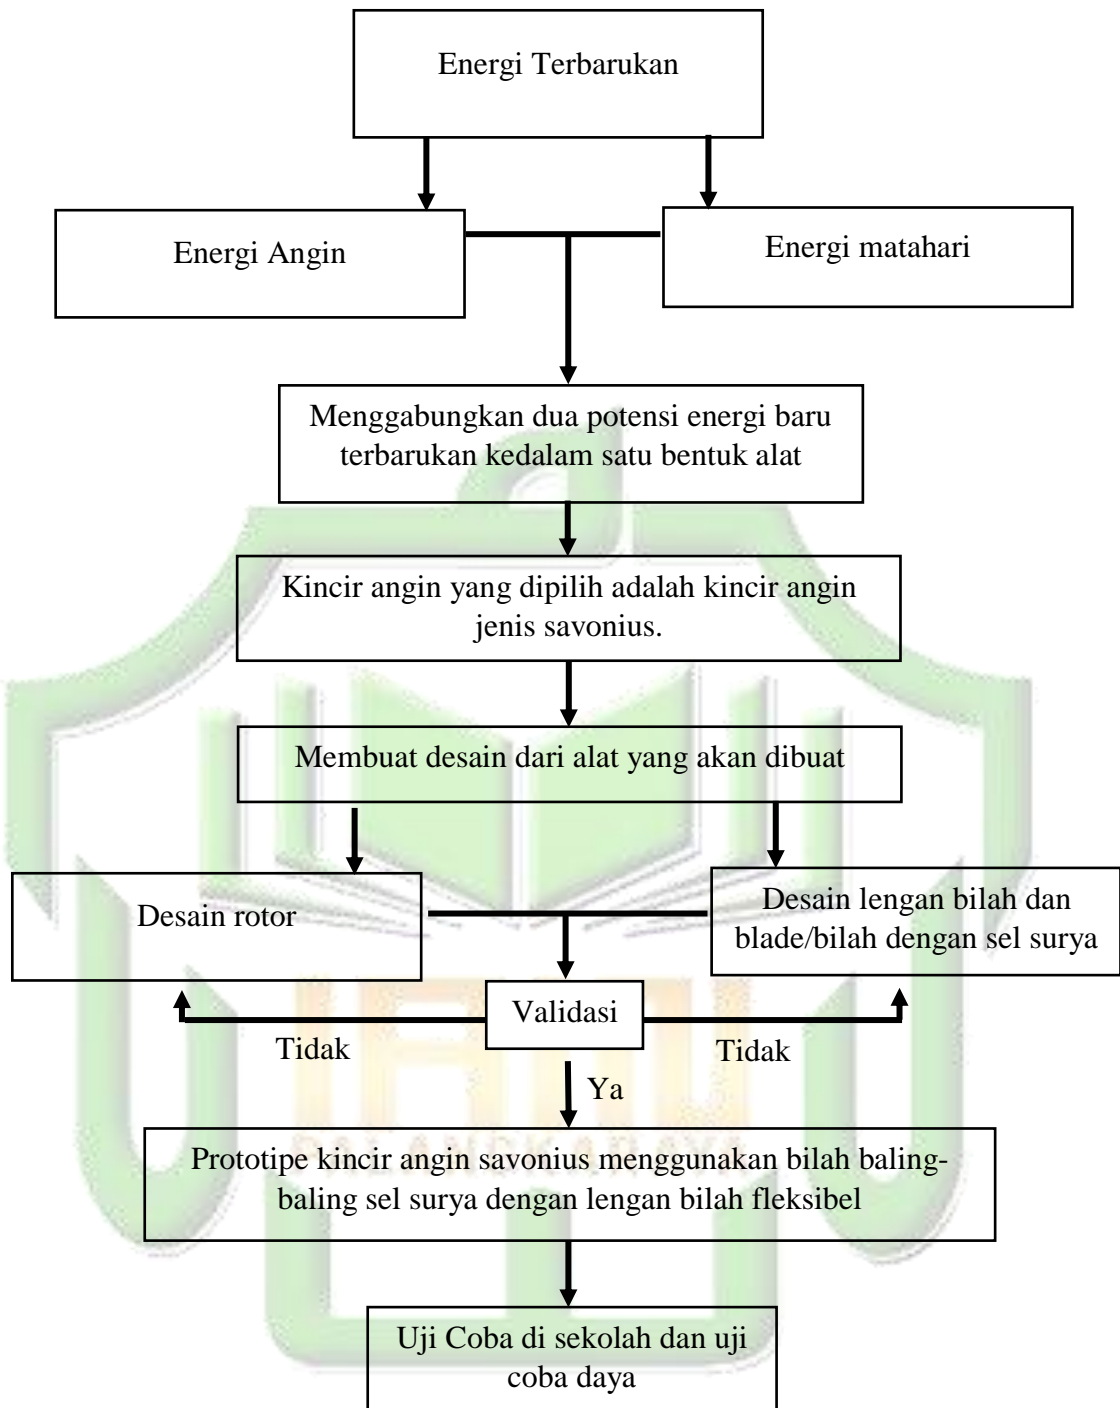 Energi Terbarukan
Energi Angin
Energi matahari
Menggabungkan dua potensi energi baru
terbarukan kedalam satu bentuk alat
Kincir angin yang dipilih adalah kincir angin
jenis savonius.
Membuat desain dari alat yang akan dibuat
Desain rotor
Desain lengan bilah dan
blade/bilah dengan sel surya
Validasi
Tidak
Tidak
Ya
IAIN
PALANGKARAYA
Prototipe kincir angin savonius menggunakan bilah baling-
baling sel surya dengan lengan bilah fleksibel
Uji Coba di sekolah dan uji
coba daya